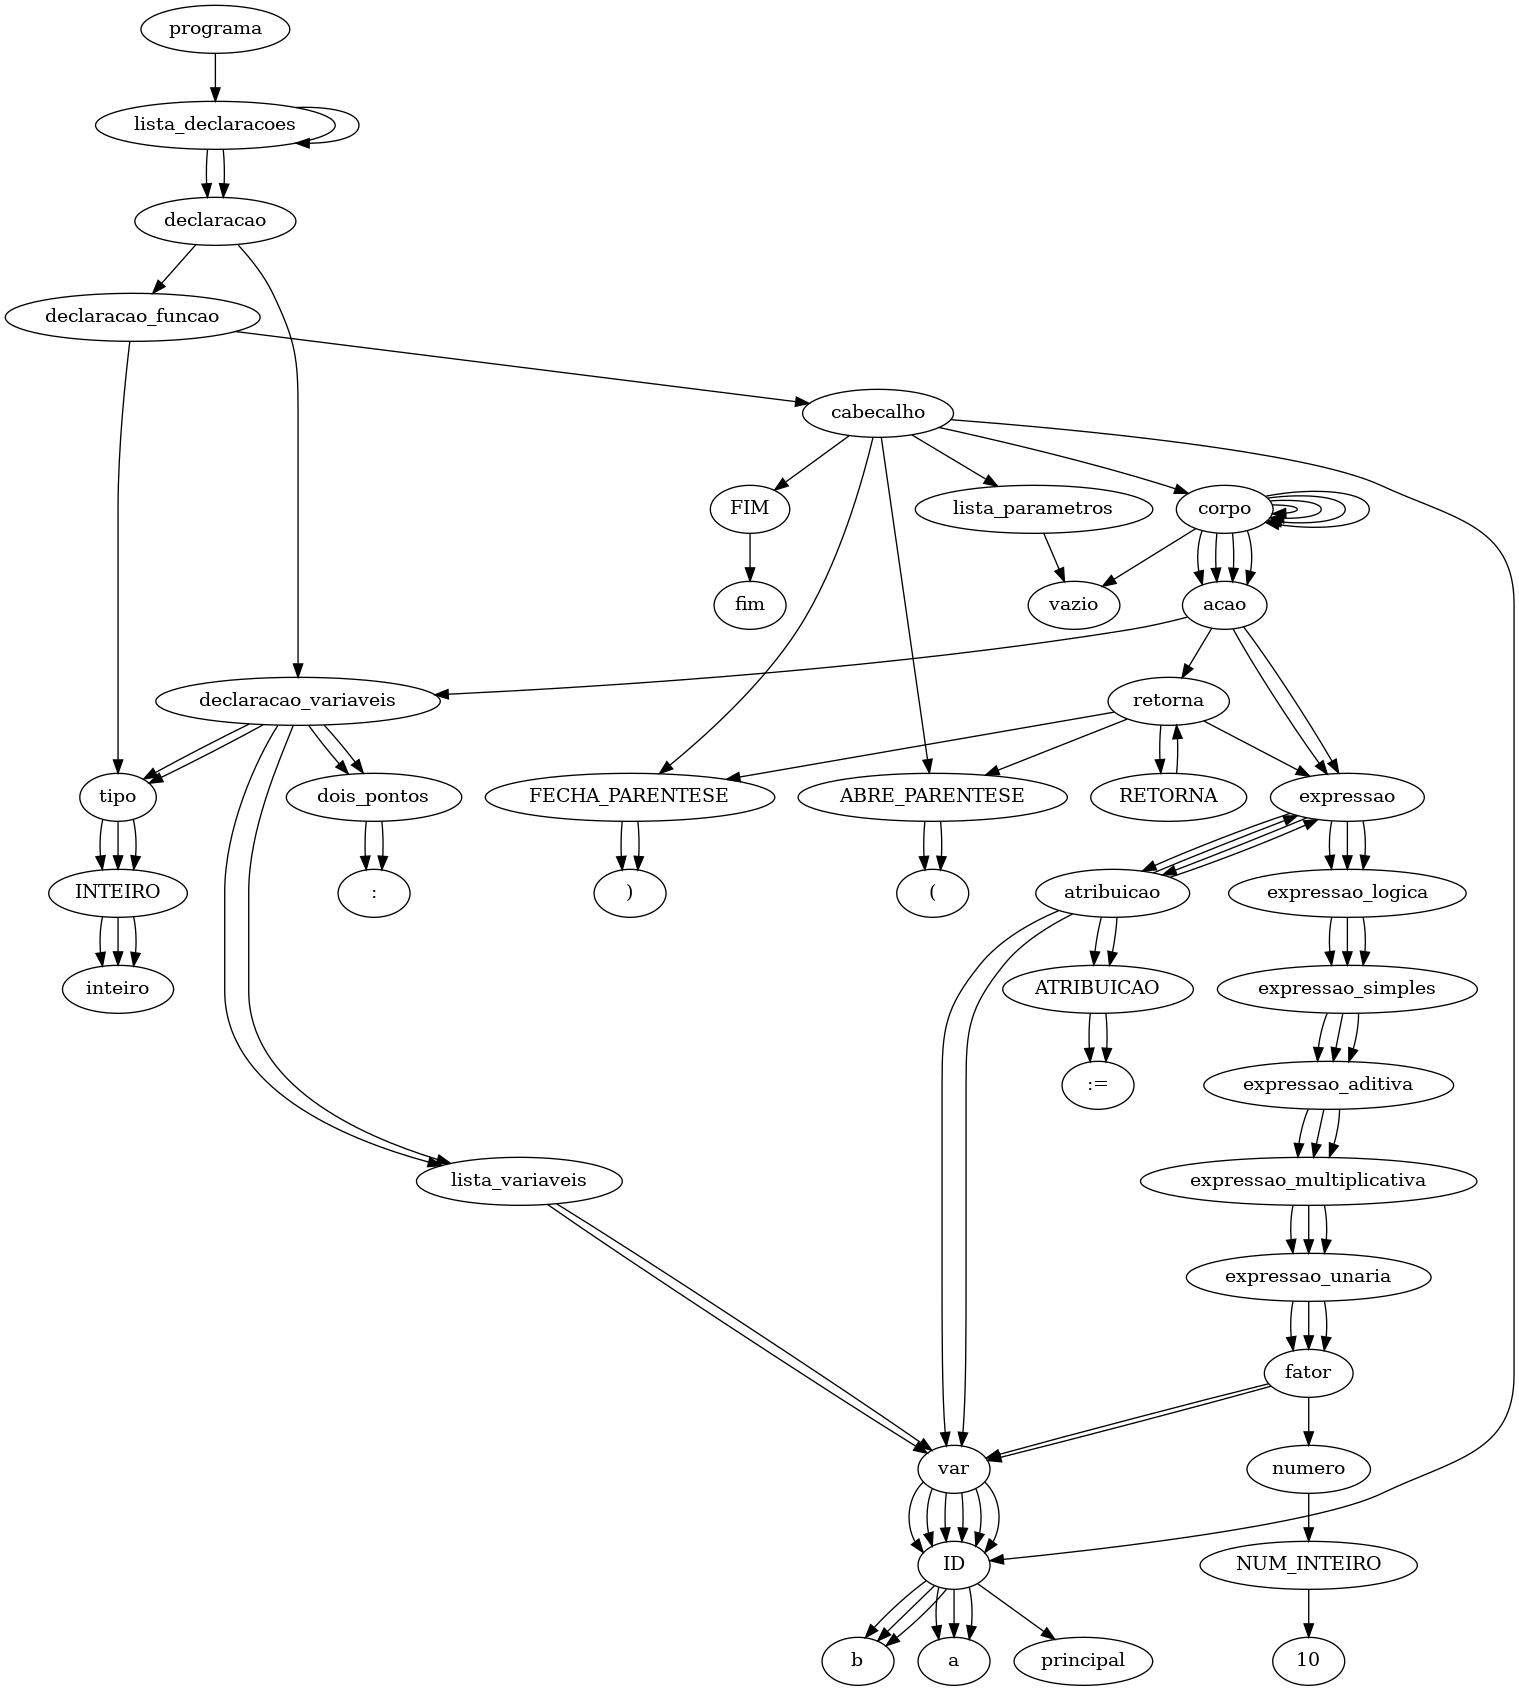 programa
lista_declaracoes
declaracao
declaracao_funcao
cabecalho
FIM
lista_parametros
corpo
fim
vazio
acao
declaracao_variaveis
retorna
tipo
dois_pontos
FECHA_PARENTESE
ABRE_PARENTESE
RETORNA
expressao
INTEIRO
:
)
(
atribuicao
expressao_logica
inteiro
ATRIBUICAO
expressao_simples
:=
expressao_aditiva
lista_variaveis
expressao_multiplicativa
expressao_unaria
fator
var
numero
ID
NUM_INTEIRO
b
a
principal
10